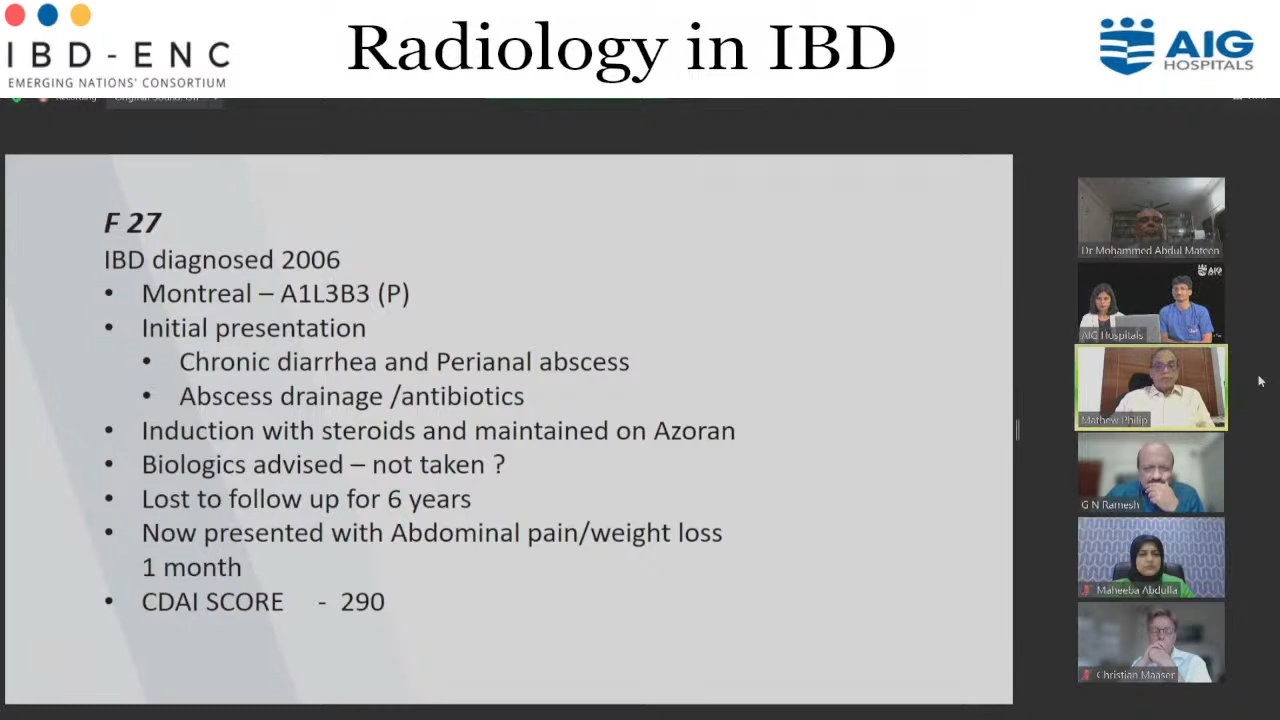 IBD-ENC
EMERGING NATIONS' CONSORTIUM
Radiology in IBD
AIG
HOSPITALS
F 27
IBD diagnosed 2006
• Montreal – A1L3B3 (P)
• Initial presentation
• Chronic diarrhea and Perianal abscess
• Abscess drainage /antibiotics
• Induction with steroids and maintained on Azoran
• Biologics advised – not taken ?
• Lost to follow up for 6 years
• Now presented with Abdominal pain/weight loss
1 month
• CDAI SCORE - 290
Dr Mohammed Abdul Mateen
AIG
AIG Hospitals
Mathew Philip
G N Ramesh
Maheeba Abdulla
Christian Maaser